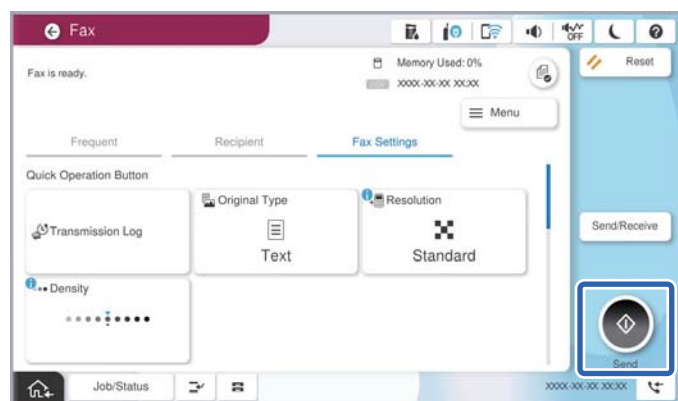 Fax
OFF
Fax is ready.
Memory Used: 0%
XXXX-XX-XX XX:XX
Reset
Menu
Frequent
Recipient
Fax Settings
Quick Operation Button
Transmission Log
Original Type
Text
Resolution
Standard
Send/Receive
Density
Send
Job/Status
XXXX-XX-XX XX:XX